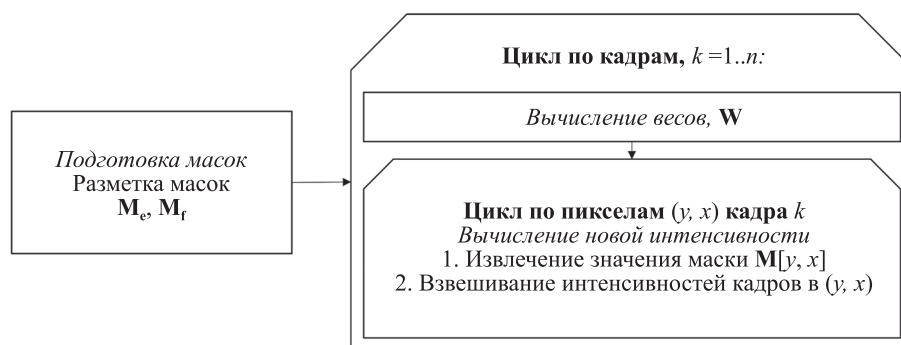 Подготовка масок
Разметка масок
Mₑ, M_f
Цикл по кадрам, k =1..n:
Вычисление весов, W
Цикл по пикселам (y, x) кадра k
Вычисление новой интенсивности
1. Извлечение значения маски M[y, x]
2. Взвешивание интенсивностей кадров в (y, x)